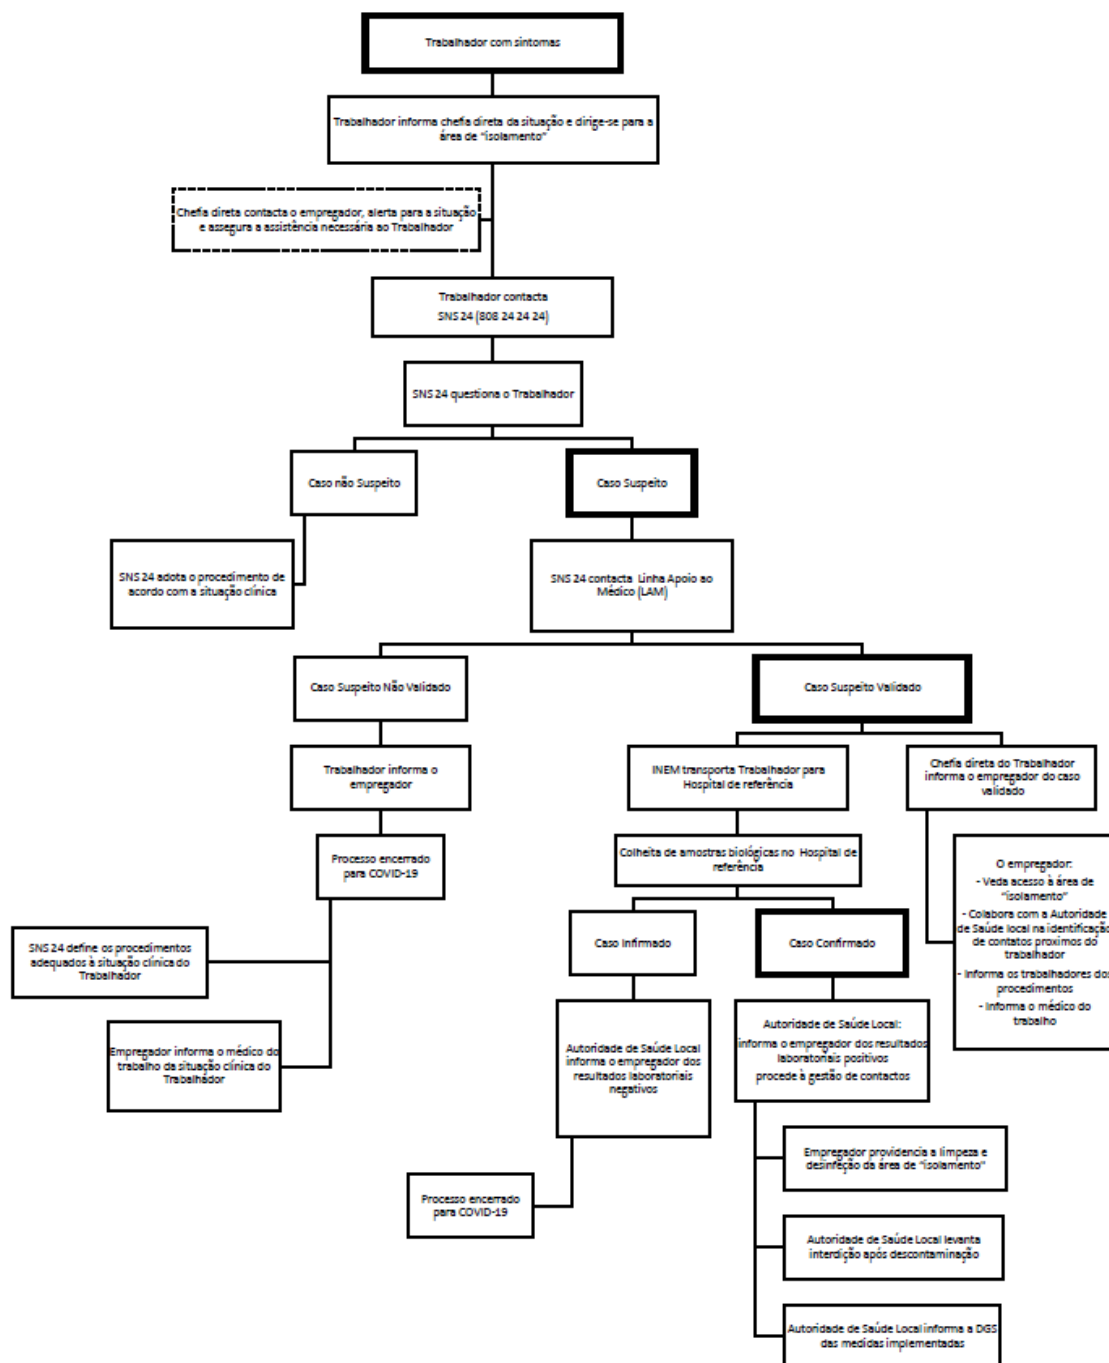 Trabalhador com sintomas
Trabalhador informa chefia direta da situação e dirige-se para a
área de “isolamento”
Chefia direta contacta o empregador, alerta para a situação
e assegura a assistência necessária ao Trabalhador
Trabalhador contacta
SNS 24 (808 24 24 24)
SNS 24 questiona o Trabalhador
Caso não Suspeito
Caso Suspeito
SNS 24 adota o procedimento de
acordo com a situação clínica
SNS 24 contacta Linha Apoio ao
Médico (LAM)
Caso Suspeito Não Validado
Caso Suspeito Validado
Trabalhador informa o
empregador
INEM transporta Trabalhador para
Hospital de referência
Chefia direta do Trabalhador
informa o empregador do caso
validado
Processo encerrado
para COVID-19
Colheita de amostras biológicas no Hospital de
referência
O empregador:
- Veda acesso à área de
“isolamento”
- Colabora com a Autoridade
de Saúde local na identificação
de contatos proximos do
trabalhador
- Informa os trabalhadores dos
procedimentos
- Informa o médico do
trabalho
SNS 24 define os procedimentos
adequados à situação clínica do
Trabalhador
Caso Infirmado
Caso Confirmado
Empregador informa o médico do
trabalho da situação clínica do
Trabalhador
Autoridade de Saúde Local
informa o empregador dos
resultados laboratoriais
negativos
Autoridade de Saúde Local:
informa o empregador dos resultados
laboratoriais positivos
procede à gestão de contactos
Processo encerrado
para COVID-19
Empregador providencia a limpeza e
desinfeção da área de “isolamento”
Autoridade de Saúde Local levanta
interdição após descontaminação
Autoridade de Saúde Local informa a DGS
das medidas implementadas